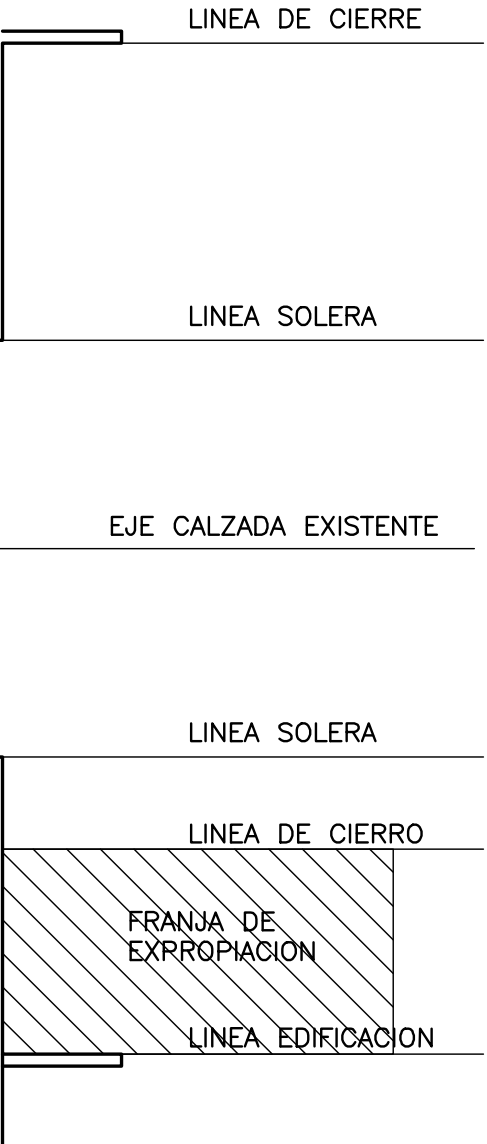 LINEA DE CIERRE
LINEA SOLERA
EJE CALZADA EXISTENTE
LINEA SOLERA
LINEA DE CIERRO
FRANJA DE
EXPROPIACION
LINEA EDIFICACION